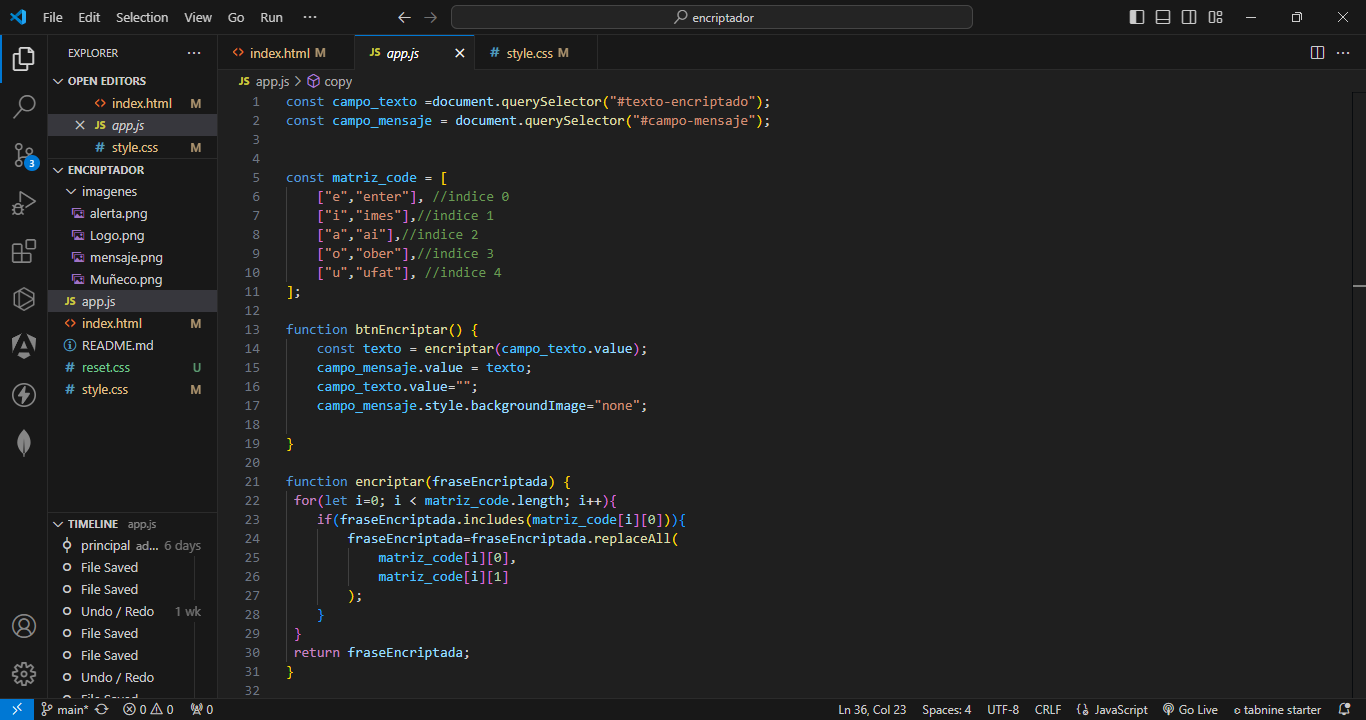 File Edit Selection View Go Run ··· encriptador
EXPLORER ···
OPEN EDITORS
index.html M
JS app.js
# style.css M
ENCRIPTADOR
imagenes
alerta.png
Logo.png
mensaje.png
Muñeco.png
JS app.js
index.html M
README.md
# reset.css U
# style.css M
3
TIMELINE app.js
principal ad... 6 days
File Saved
File Saved
Undo / Redo 1 wk
File Saved
File Saved
Undo / Redo
File Saved
<> index.html M JS app.js # style.css M
JS app.js > copy
1 const campo_texto =document.querySelector("#texto-encriptado");
2 const campo_mensaje = document.querySelector("#campo-mensaje");
3
4
5 const matriz_code = [
6 ["e","enter"], //indice 0
7 ["i","imes"],//indice 1
8 ["a","ai"],//indice 2
9 ["o","ober"],//indice 3
10 ["u","ufat"], //indice 4
11 ];
12
13 function btnEncriptar() {
14 const texto = encriptar(campo_texto.value);
15 campo_mensaje.value = texto;
16 campo_texto.value="";
17 campo_mensaje.style.backgroundImage="none";
18
19 }
20
21 function encriptar(fraseEncriptada) {
22 for(let i=0; i < matriz_code.length; i++){
23 if(fraseEncriptada.includes(matriz_code[i][0])){
24 fraseEncriptada=fraseEncriptada.replaceAll(
25 matriz_code[i][0],
26 matriz_code[i][1]
27 );
28 }
29 }
30 return fraseEncriptada;
31 }
32
main* 0 0 0 Ln 36, Col 23 Spaces: 4 UTF-8 CRLF {} JavaScript Go Live tabnine starter